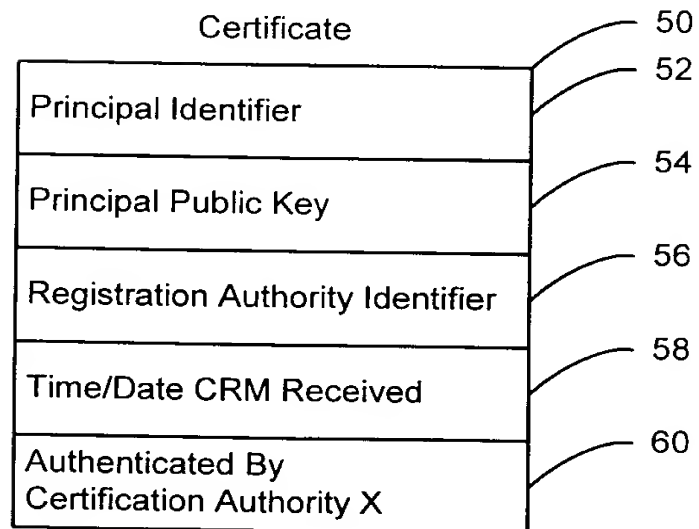 Certificate
50
52
Principal Identifier
54
Principal Public Key
56
Registration Authority Identifier
58
Time/Date CRM Received
60
Authenticated By
Certification Authority X